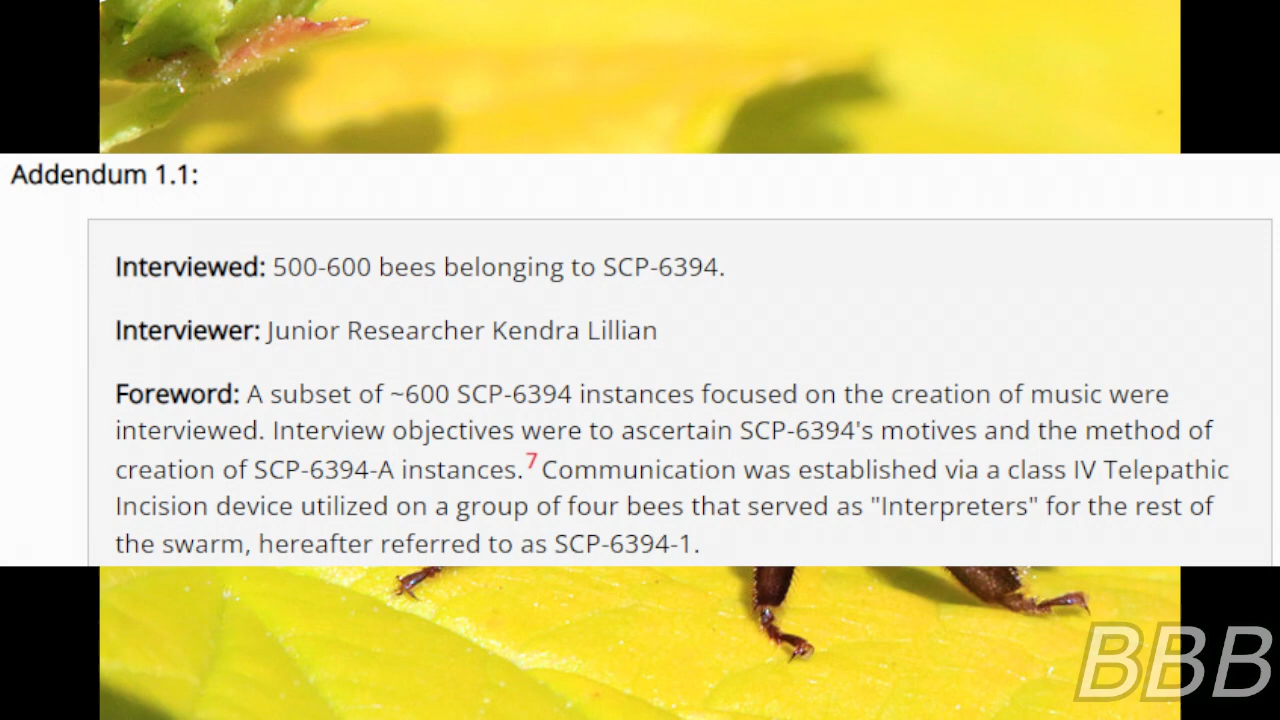 Addendum 1.1:
Interviewed: 500-600 bees belonging to SCP-6394.
Interviewer: Junior Researcher Kendra Lillian
Foreword: A subset of ~600 SCP-6394 instances focused on the creation of music were
interviewed. Interview objectives were to ascertain SCP-6394's motives and the method of
creation of SCP-6394-A instances.7 Communication was established via a class IV Telepathic
Incision device utilized on a group of four bees that served as "Interpreters" for the rest of
the swarm, hereafter referred to as SCP-6394-1.
BBB